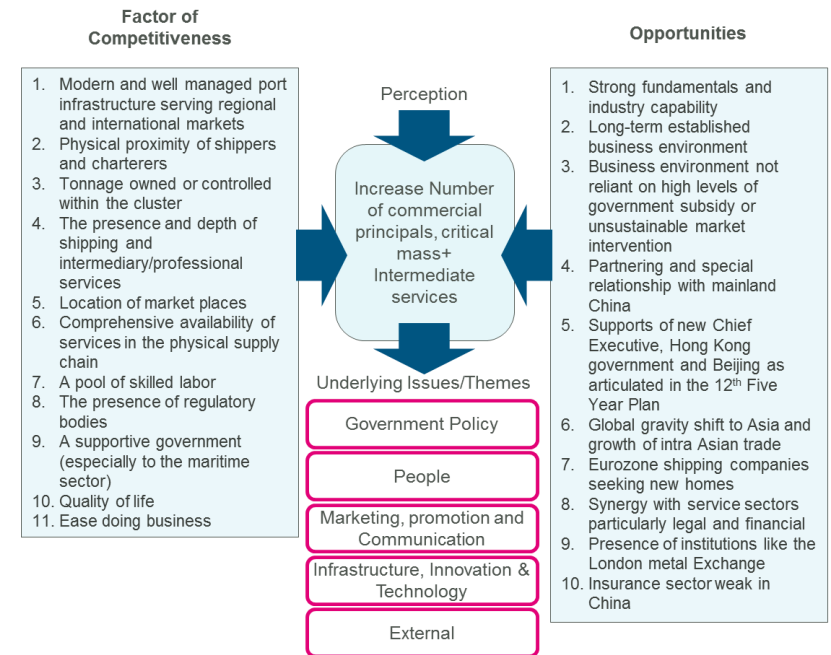 Factor of
Competitiveness
1. Modern and well managed port
infrastructure serving regional
and international markets
2. Physical proximity of shippers
and charterers
3. Tonnage owned or controlled
within the cluster
4. The presence and depth of
shipping and
intermediary/professional
services
5. Location of market places
6. Comprehensive availability of
services in the physical supply
chain
7. A pool of skilled labor
8. The presence of regulatory
bodies
9. A supportive government
(especially to the maritime
sector)
10. Quality of life
11. Ease doing business
Perception
Increase Number
of commercial
principals, critical
mass+
Intermediate
services
Underlying Issues/Themes
Government Policy
People
Marketing, promotion and
Communication
Infrastructure, Innovation &
Technology
External
Opportunities
1. Strong fundamentals and
industry capability
2. Long-term established
business environment
3. Business environment not
reliant on high levels of
government subsidy or
unsustainable market
intervention
4. Partnering and special
relationship with mainland
China
5. Supports of new Chief
Executive, Hong Kong
government and Beijing as
articulated in the 12th Five
Year Plan
6. Global gravity shift to Asia and
growth of intra Asian trade
7. Eurozone shipping companies
seeking new homes
8. Synergy with service sectors
particularly legal and financial
9. Presence of institutions like the
London metal Exchange
10. Insurance sector weak in
China